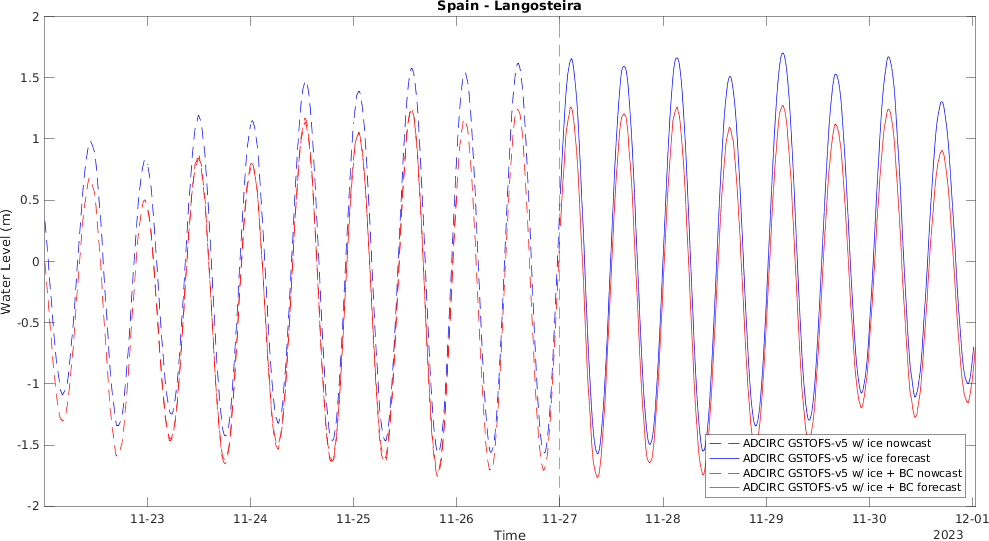 Spain - Langosteira
2
1.5
1
0.5
0
-0.5
-1
-1.5
-2
Water Level (m)
11-23 11-24 11-25 11-26 11-27 11-28 11-29 11-30 12-01
2023
Time
ADCIRC GSTOFS-v5 w/ ice nowcast
ADCIRC GSTOFS-v5 w/ ice forecast
ADCIRC GSTOFS-v5 w/ ice + BC nowcast
ADCIRC GSTOFS-v5 w/ ice + BC forecast